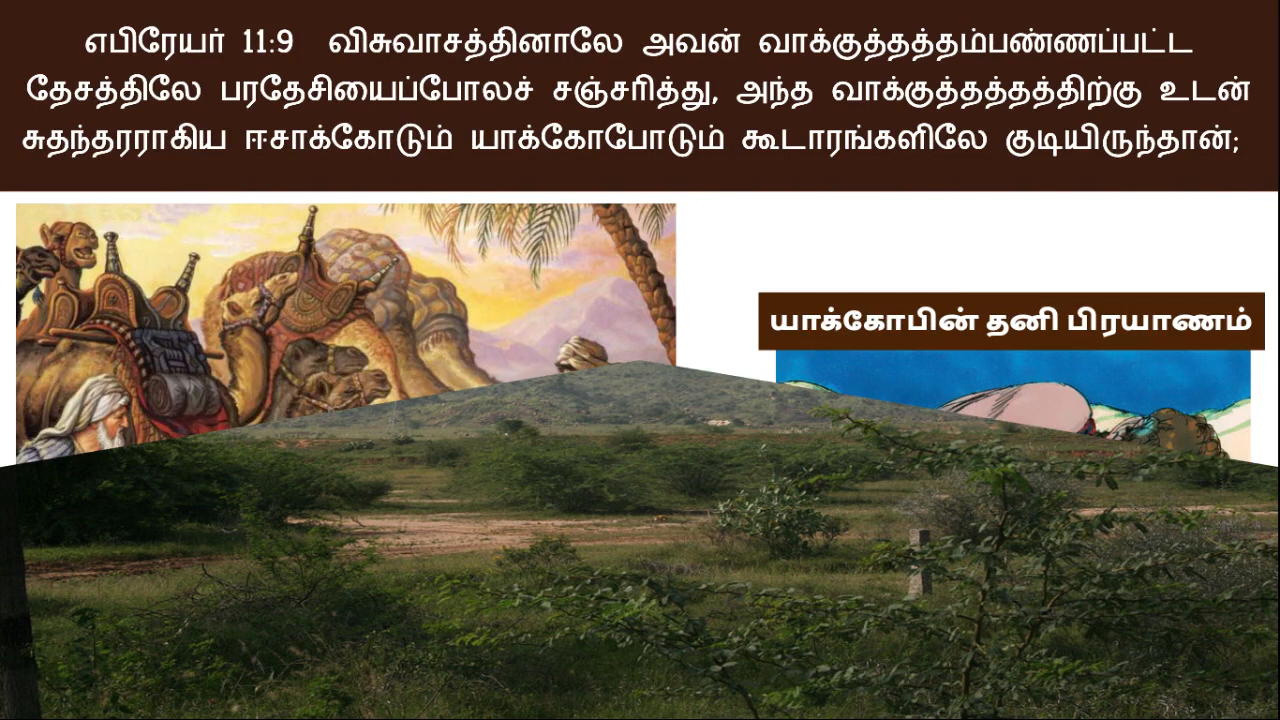 எபிரேயர் 11:9 விசுவாசத்தினாலே அவன் வாக்குத்தத்தம்பண்ணப்பட்ட
தேசத்திலே பரதேசியைப்போலச் சஞ்சரித்து, அந்த வாக்குத்தத்தத்திற்கு உடன்
சுதந்தரராகிய ஈசாக்கோடும் யாக்கோபோடும் கூடாரங்களிலே குடியிருந்தான்;
யாக்கோபின் தனி பிரயாணம்